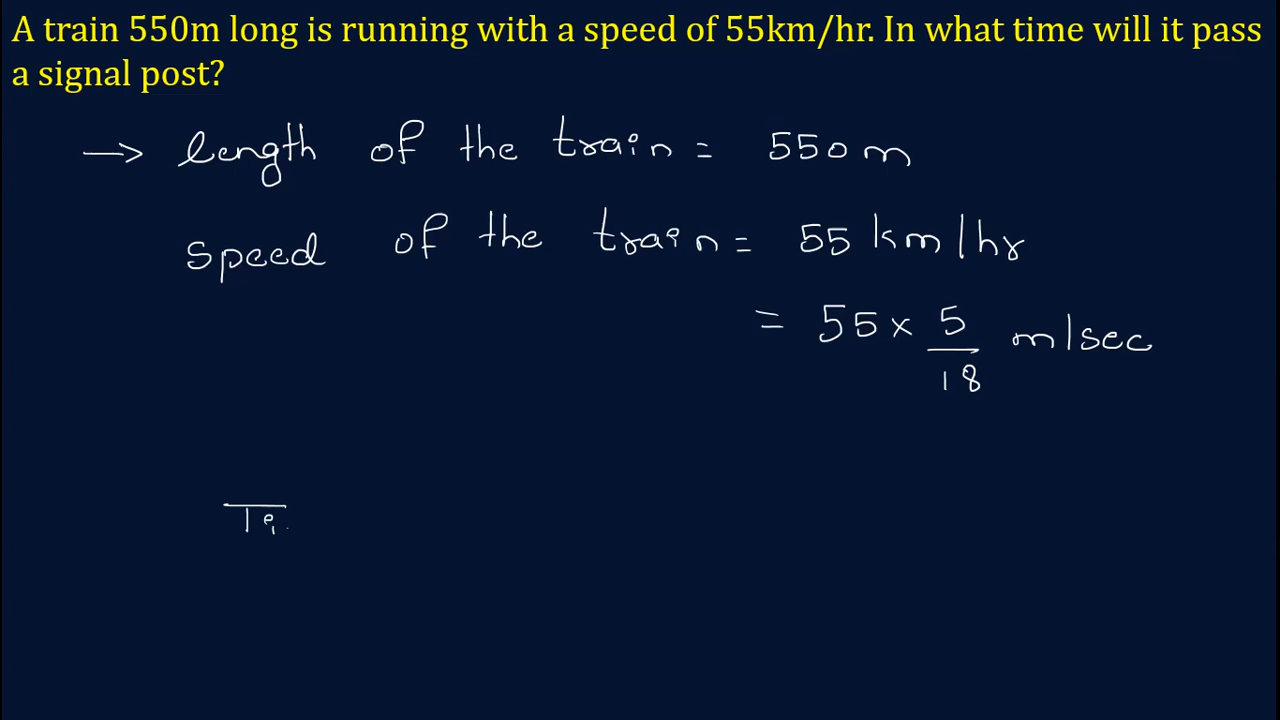 A train 550m long is running with a speed of 55km/hr. In what time will it pass
a signal post?
→ length of the train = 550 m
speed of the train = 55 km/hr
= 55 × 5/18 m/sec